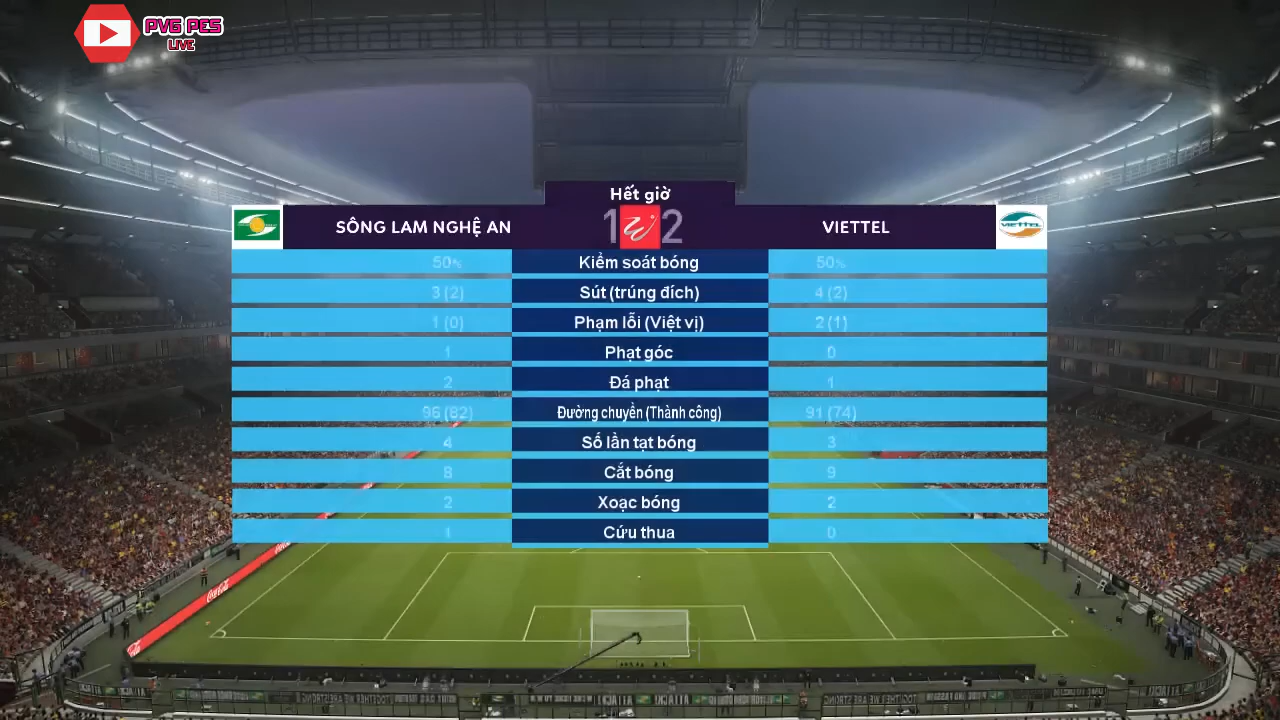 PVG PES
LIVE
Hết giờ
SÔNG LAM NGHỆ AN 1 2 VIETTEL
VIETTEL
50% Kiểm soát bóng 50%
3 (2) Sút (trúng đích) 4 (2)
1 (0) Phạm lỗi (Việt vị) 2 (1)
1 Phạt góc 0
2 Đá phạt 1
96 (82) Đường chuyền (Thành công) 91 (74)
4 Số lần tạt bóng 3
8 Cắt bóng 9
2 Xoạc bóng 2
1 Cứu thua 0
Coca-Cola